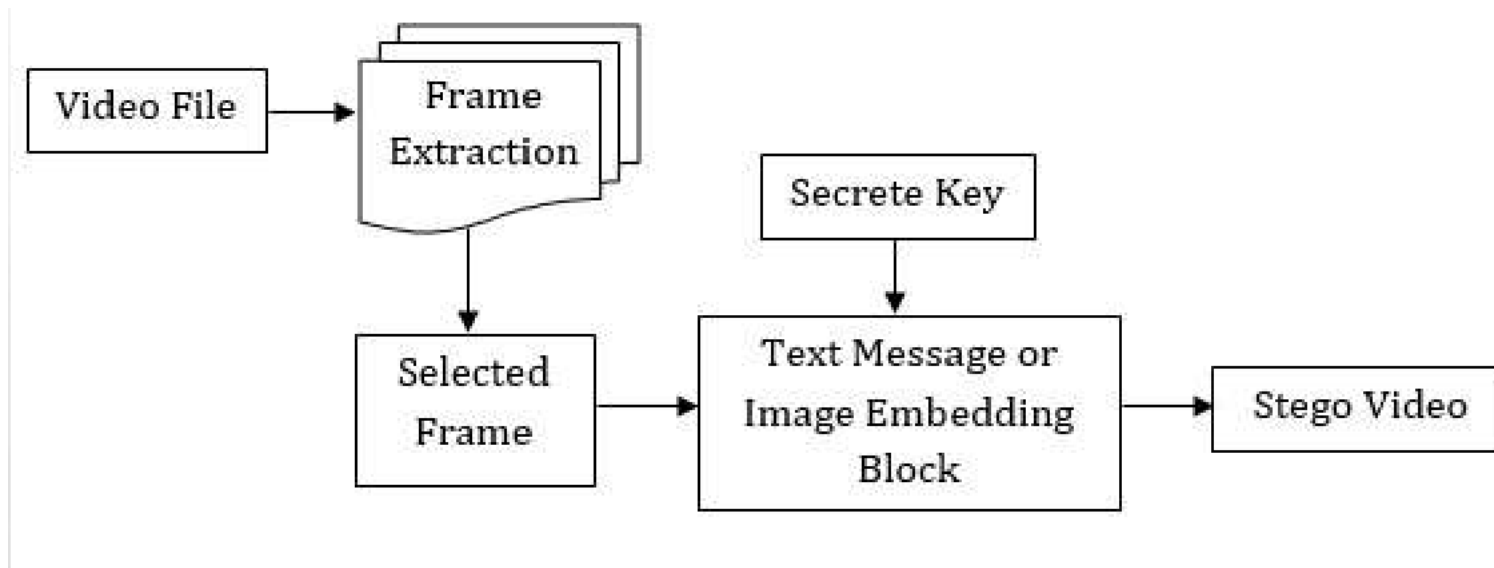 Video File
Frame
Extraction
Secrete Key
Selected
Frame
Text Message or
Image Embedding
Block
Stego Video